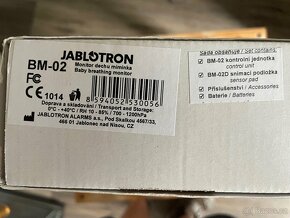 JABLOTRON
BM-02
Monitor dechu miminka
Baby breathing monitor
FC
CE 1014
8 594052 530056
Doprava a skladování / Transport and Storage:
0°C - +40°C / RH 10 - 85% / 700 - 1200hPa
JABLOTRON ALARMS a.s., Pod Skalkou 4567/33,
466 01 Jablonec nad Nisou, CZ
Sada obsahuje / Set contains:
BM-02 kontrolní jednotka
control unit
BM-02D snímací podložka
sensor pad
Příslušenství / Accessories
Baterie / Batteries